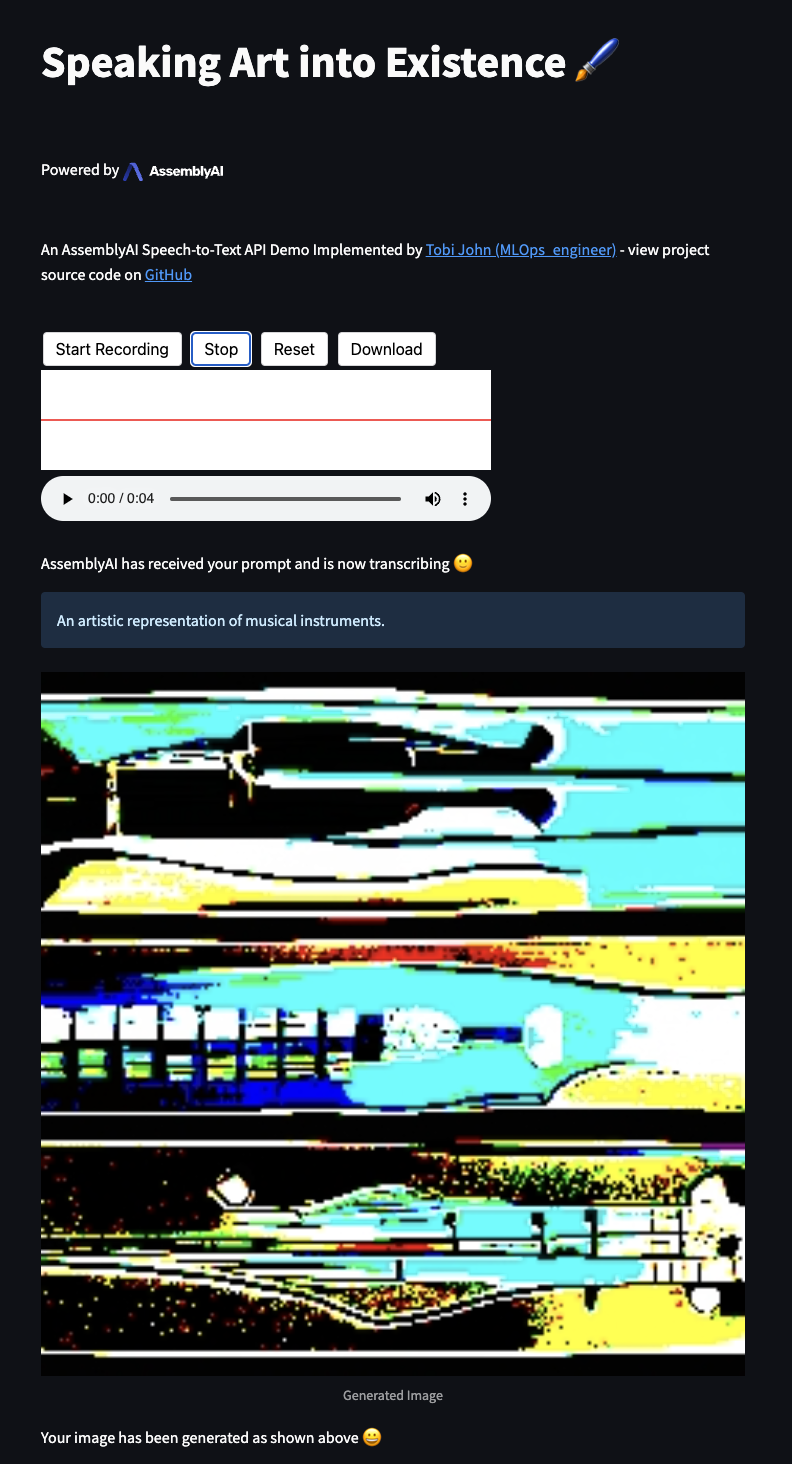 Speaking Art into Existence 🖌️
Powered by AssemblyAI
An AssemblyAI Speech-to-Text API Demo Implemented by Tobi John (MLOps_engineer) - view project
source code on GitHub
Start Recording Stop Reset Download
0:00 / 0:04
AssemblyAI has received your prompt and is now transcribing 🙂
An artistic representation of musical instruments.
Generated Image
Your image has been generated as shown above 😀